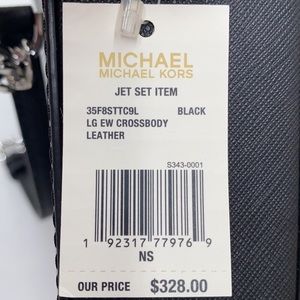 MICHAEL
MICHAEL KORS
JET SET ITEM
35F8STTC9L BLACK
LG EW CROSSBODY
LEATHER
S343-0001
1 92317 77976 9
NS
OUR PRICE $328.00